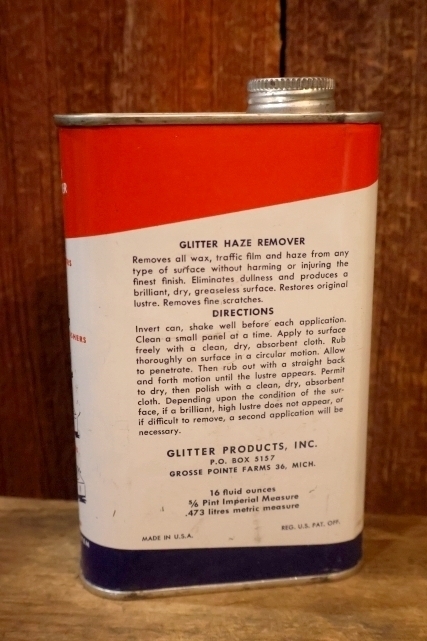 GLITTER HAZE REMOVER
Removes all wax, traffic film and haze from any
type of surface without harming or injuring the
finest finish. Eliminates dullness and produces a
brilliant, dry, greaseless surface. Restores original
lustre. Removes fine scratches.
DIRECTIONS
Invert can, shake well before each application.
Clean a small panel at a time. Apply to surface
freely with a clean, dry, absorbent cloth. Rub
thoroughly on surface in a circular motion. Allow
to penetrate. Then rub out with a straight back
and forth motion until the lustre appears. Permit
to dry, then polish with a clean, dry, absorbent
cloth. Depending upon the condition of the sur-
face, if a brilliant, high lustre does not appear, or
if difficult to remove, a second application will be
necessary.
GLITTER PRODUCTS, INC.
P.O. BOX 5157
GROSSE POINTE FARMS 36, MICH.
16 fluid ounces
5/6 Pint Imperial Measure
.473 litres metric measure
MADE IN U.S.A.
REG. U.S. PAT. OFF.